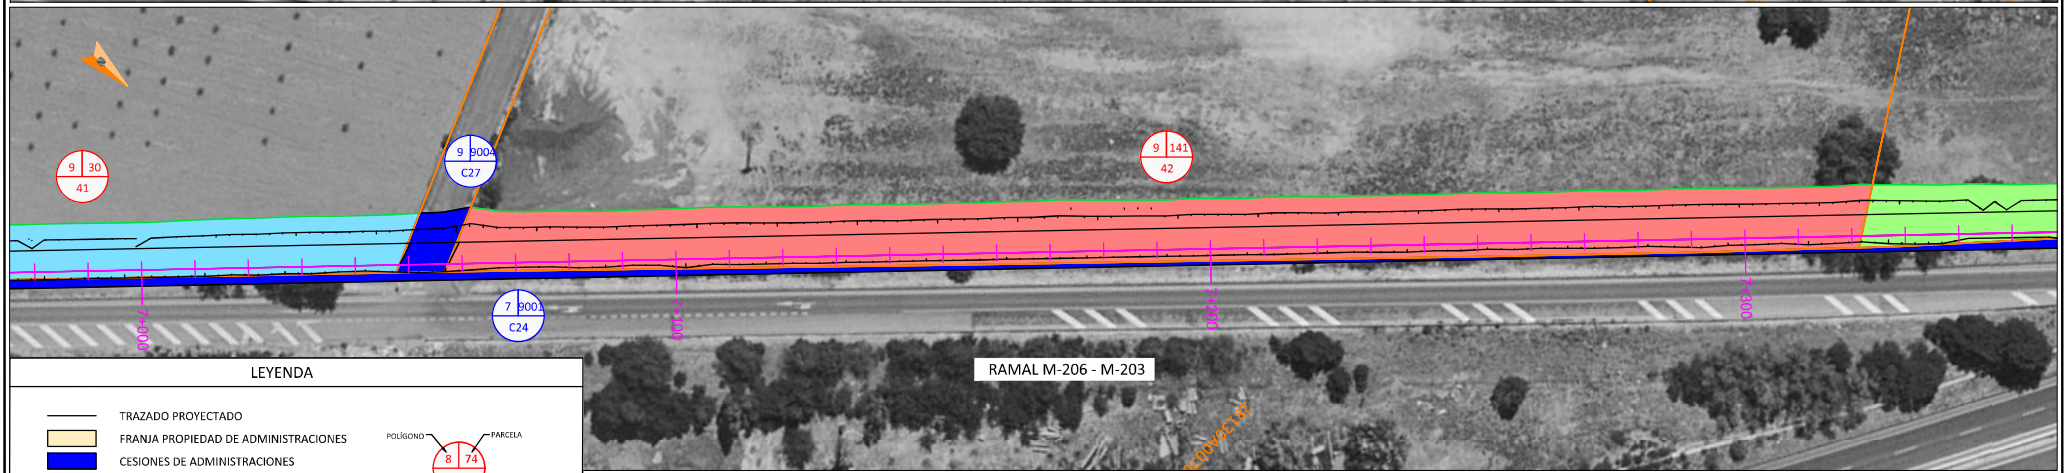 N
9 30
41
9 9004
C27
9 141
42
7 9001
C24
7+000
7+100
7+200
7+300
RAMAL M-206 - M-203
28130A0070
LEYENDA
TRAZADO PROYECTADO
FRANJA PROPIEDAD DE ADMINISTRACIONES
CESIONES DE ADMINISTRACIONES
POLÍGONO
PARCELA
8 74